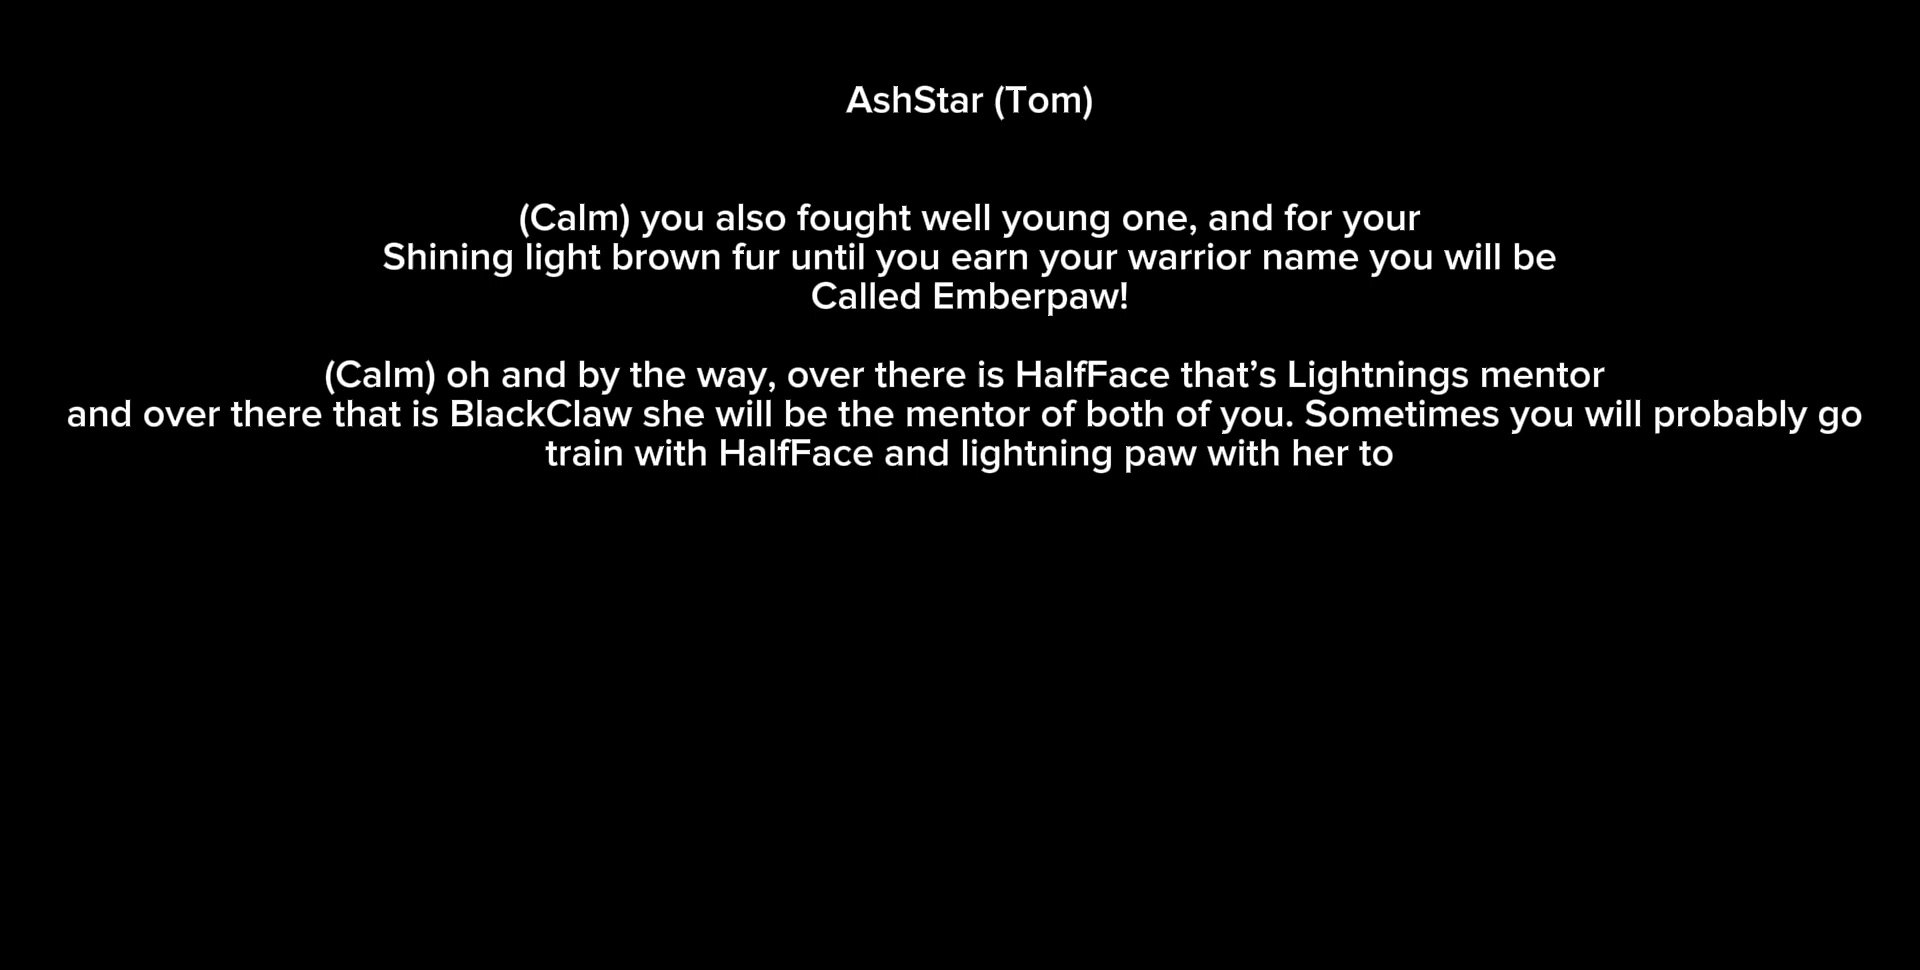 AshStar (Tom)
(Calm) you also fought well young one, and for your
Shining light brown fur until you earn your warrior name you will be
Called Emberpaw!
(Calm) oh and by the way, over there is HalfFace that’s Lightnings mentor
and over there that is BlackClaw she will be the mentor of both of you. Sometimes you will probably go
train with HalfFace and lightning paw with her to